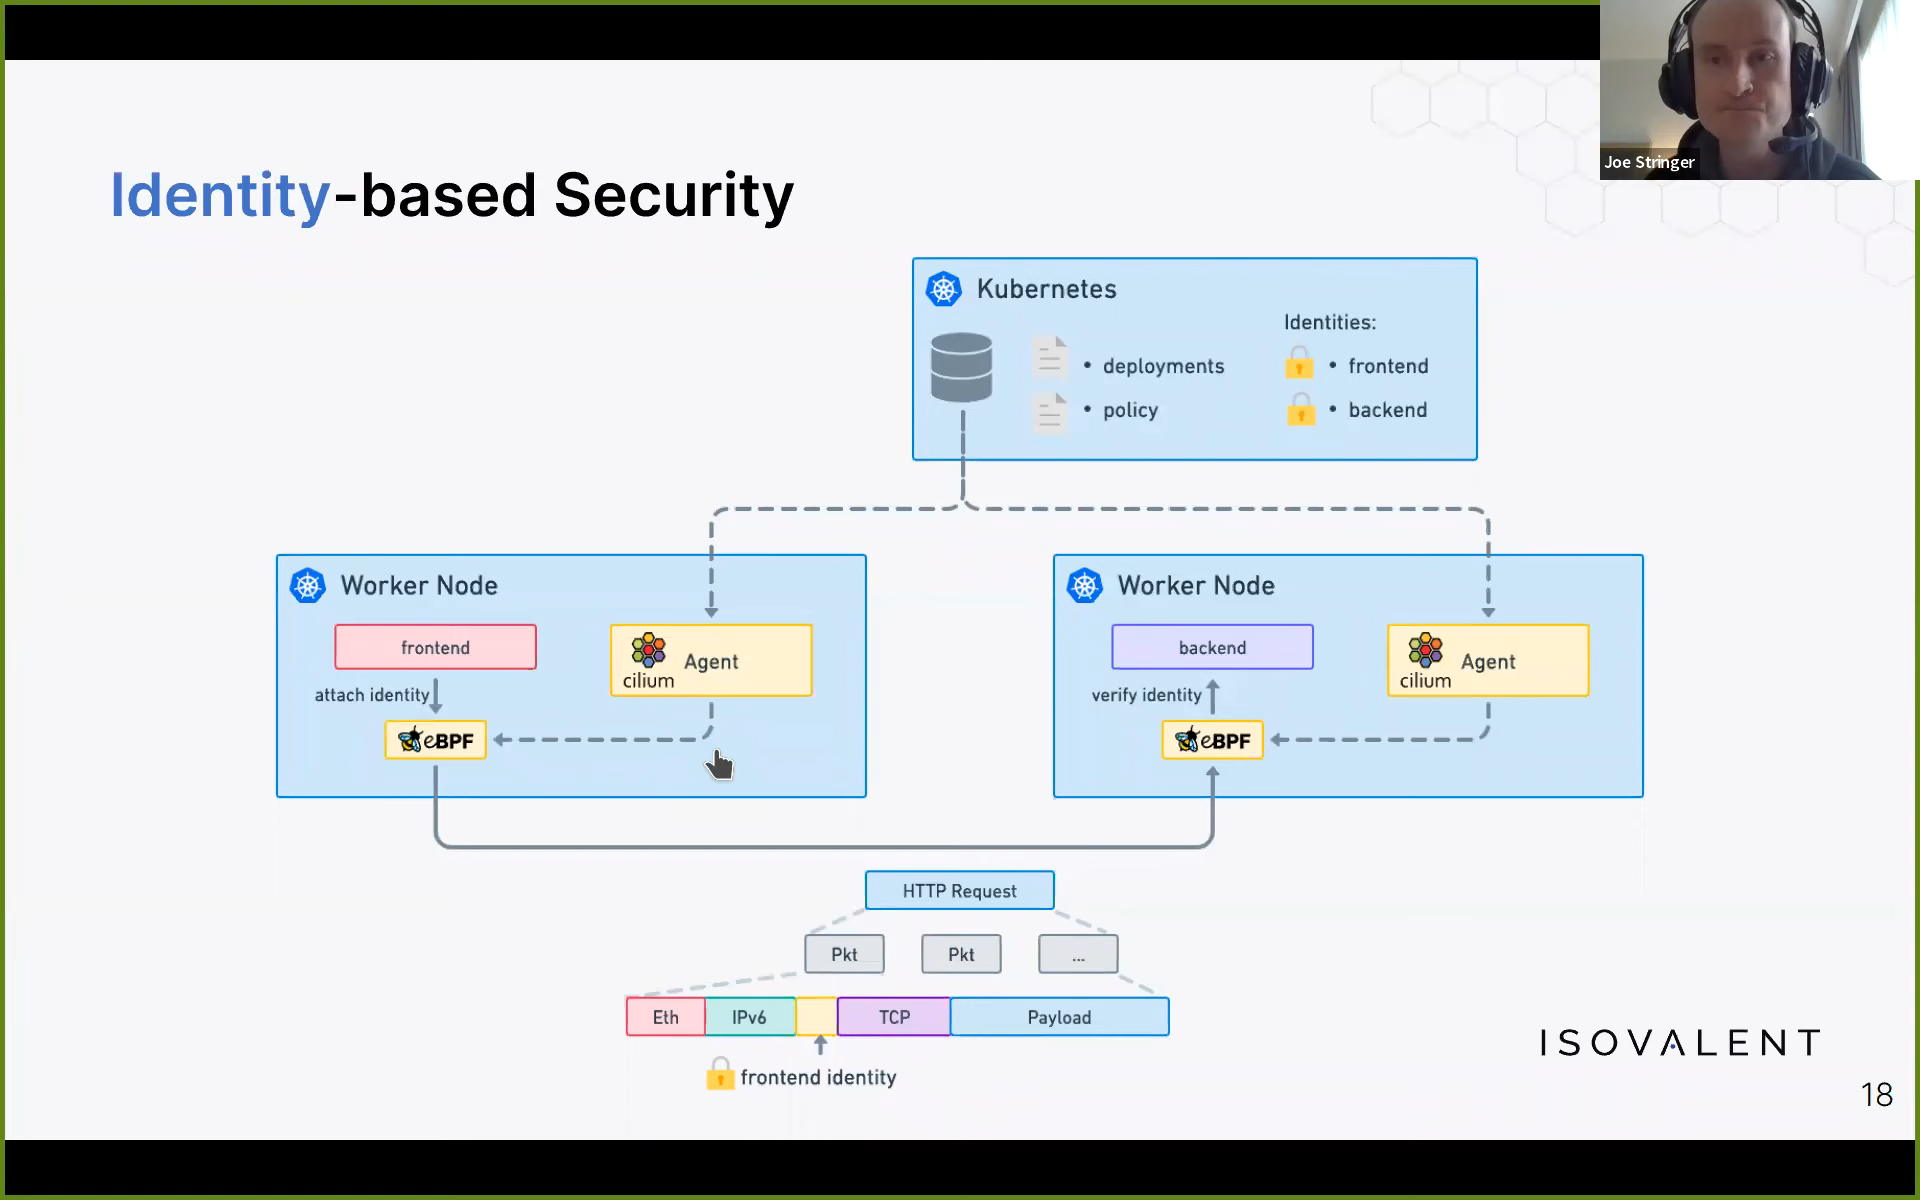 Joe Stringer
Identity-based Security
Kubernetes
Identities:
• deployments
• frontend
• policy
• backend
Worker Node
frontend
cilium
Agent
attach identity
eBPF
Worker Node
backend
cilium
Agent
verify identity
eBPF
HTTP Request
Pkt
Pkt
...
Eth
IPv6
TCP
Payload
frontend identity
ISOVALENT
18